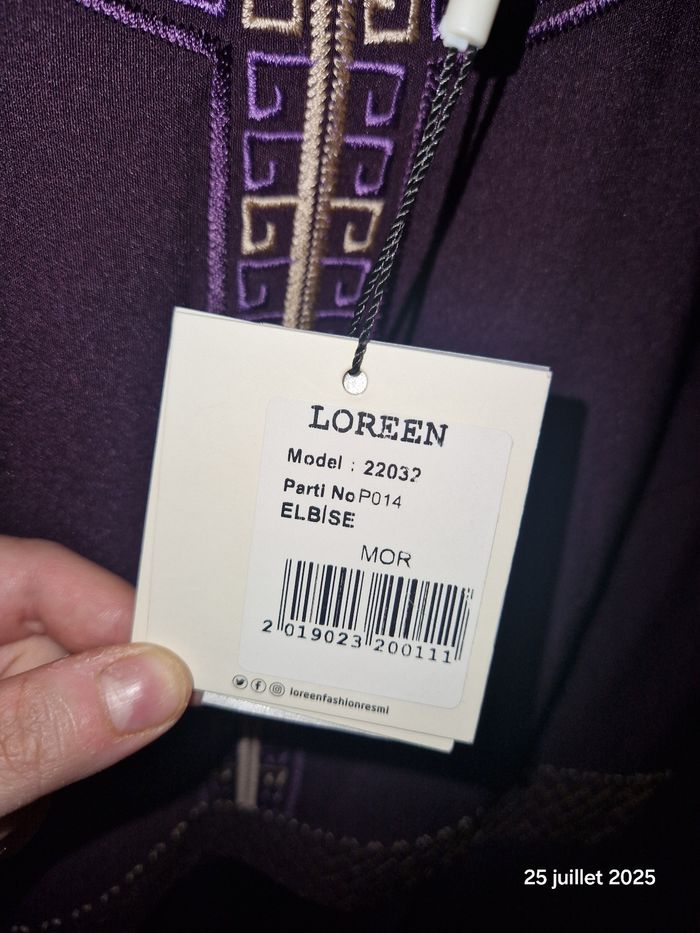 LOREEN
Model : 22032
Parti No P014
ELBİSE
MOR
2 019023 200111
loreenfashionresmi
25 juillet 2025